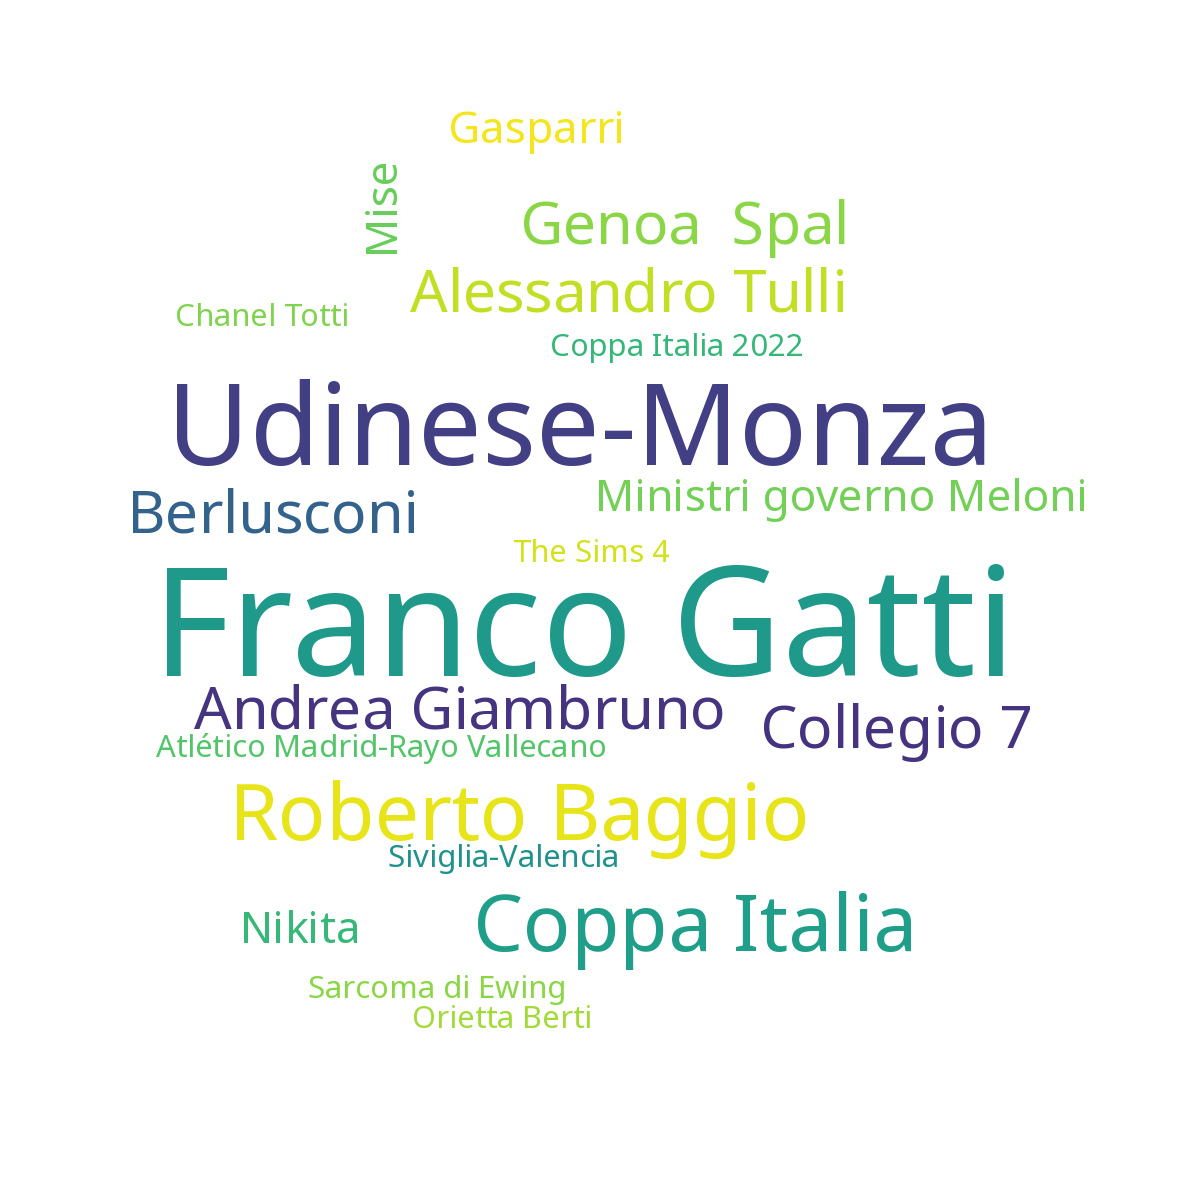 Gasparri
Mise
Genoa  Spal
Alessandro Tulli
Chanel Totti
Coppa Italia 2022
Udinese-Monza
Ministri governo Meloni
Berlusconi
The Sims 4
Franco Gatti
Andrea Giambruno
Collegio 7
Atlético Madrid-Rayo Vallecano
Roberto Baggio
Siviglia-Valencia
Coppa Italia
Nikita
Sarcoma di Ewing
Orietta Berti